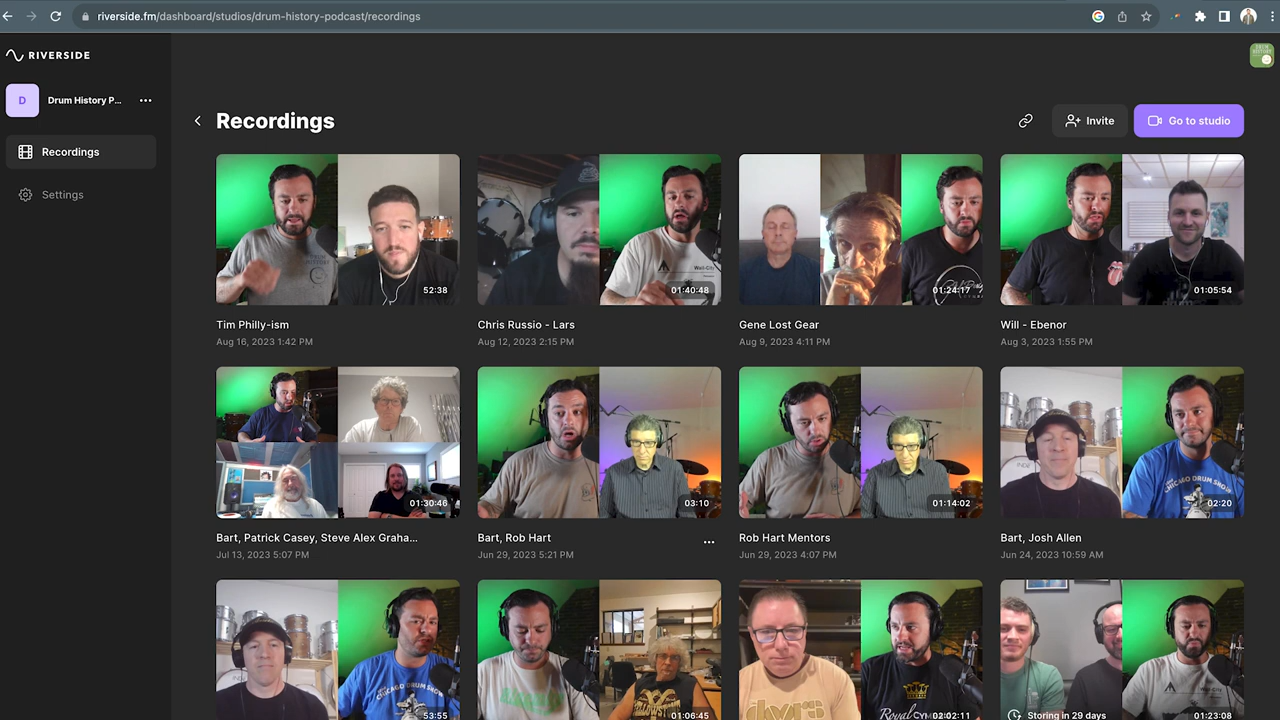 riverside.fm/dashboard/studios/drum-history-podcast/recordings
RIVERSIDE
D
Drum History P...
Recordings
Settings
Recordings
Invite
Go to studio
52:38
01:40:48
01:24:17
01:05:54
Tim Philly-ism
Chris Russio - Lars
Gene Lost Gear
Will - Ebenor
Aug 16, 2023 1:42 PM
Aug 12, 2023 2:15 PM
Aug 9, 2023 4:11 PM
Aug 3, 2023 1:55 PM
CHICAGO DRUM SHOW
01:30:46
03:10
01:14:02
02:20
Bart, Patrick Casey, Steve Alex Graha...
Bart, Rob Hart
Rob Hart Mentors
Bart, Josh Allen
Jul 13, 2023 5:07 PM
Jun 29, 2023 5:21 PM
Jun 29, 2023 4:07 PM
Jun 24, 2023 10:59 AM
CHICAGO DRUM SHOW
53:55
01:06:45
02:02:11
Storing in 29 days
01:23:08